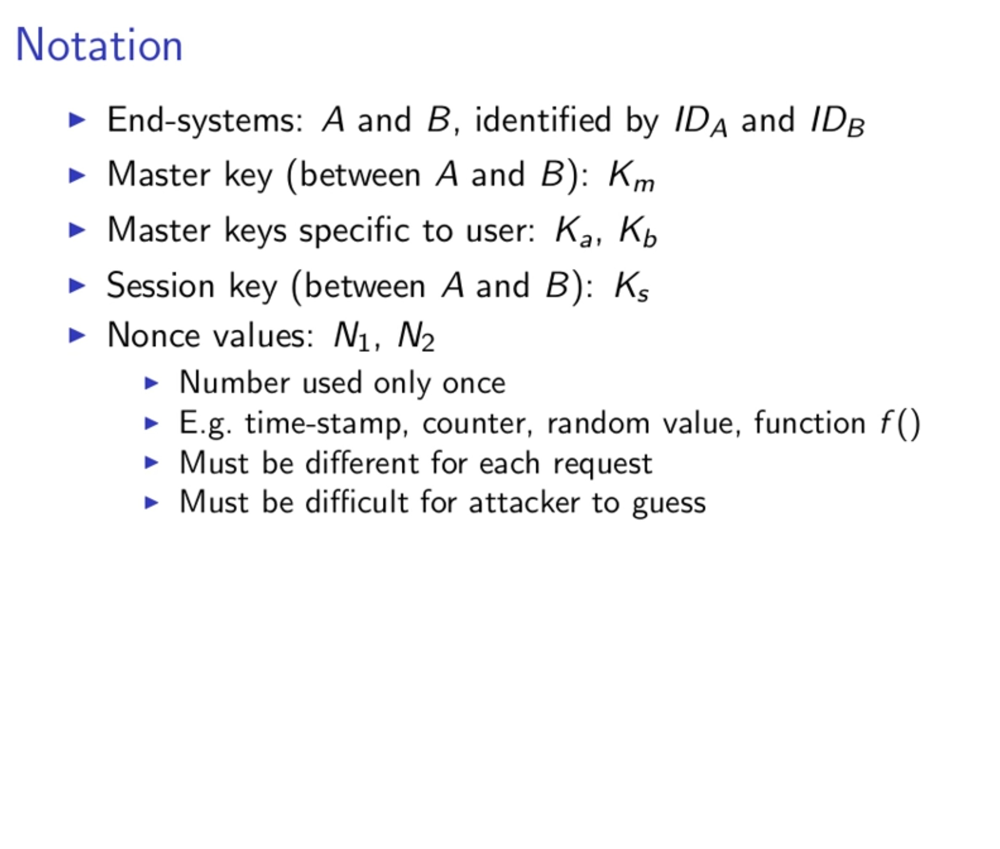 Notation
▶ End-systems: A and B, identified by ID_A and ID_B
▶ Master key (between A and B): K_m
▶ Master keys specific to user: K_a, K_b
▶ Session key (between A and B): K_s
▶ Nonce values: N_1, N_2
▶ Number used only once
▶ E.g. time-stamp, counter, random value, function f()
▶ Must be different for each request
▶ Must be difficult for attacker to guess